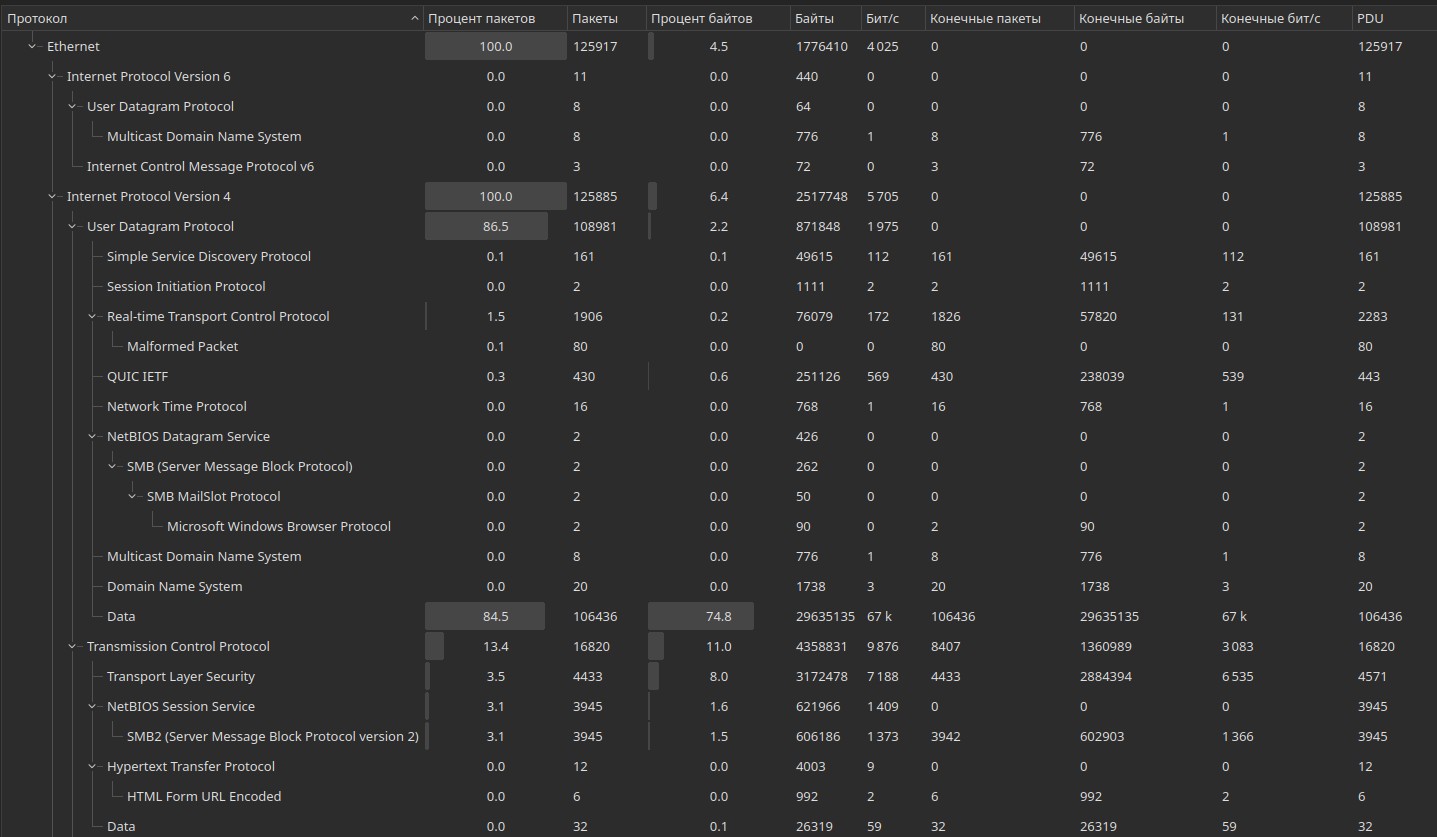 Протокол Процент пакетов Пакеты Процент байтов Байты Бит/с Конечные пакеты Конечные байты Конечные бит/с PDU
Ethernet 100.0 125917 4.5 1776410 4 025 0 0 0 125917
Internet Protocol Version 6 0.0 11 0.0 440 0 0 0 0 11
User Datagram Protocol 0.0 8 0.0 64 0 0 0 0 8
Multicast Domain Name System 0.0 8 0.0 776 1 8 776 1 8
Internet Control Message Protocol v6 0.0 3 0.0 72 0 3 72 0 3
Internet Protocol Version 4 100.0 125885 6.4 2517748 5 705 0 0 0 125885
User Datagram Protocol 86.5 108981 2.2 871848 1 975 0 0 0 108981
Simple Service Discovery Protocol 0.1 161 0.1 49615 112 161 49615 112 161
Session Initiation Protocol 0.0 2 0.0 1111 2 2 1111 2 2
Real-time Transport Control Protocol 1.5 1906 0.2 76079 172 1826 57820 131 2283
Malformed Packet 0.1 80 0.0 0 0 80 0 0 80
QUIC IETF 0.3 430 0.6 251126 569 430 238039 539 443
Network Time Protocol 0.0 16 0.0 768 1 16 768 1 16
NetBIOS Datagram Service 0.0 2 0.0 426 0 0 0 0 2
SMB (Server Message Block Protocol) 0.0 2 0.0 262 0 0 0 0 2
SMB MailSlot Protocol 0.0 2 0.0 50 0 0 0 0 2
Microsoft Windows Browser Protocol 0.0 2 0.0 90 0 2 90 0 2
Multicast Domain Name System 0.0 8 0.0 776 1 8 776 1 8
Domain Name System 0.0 20 0.0 1738 3 20 1738 3 20
Data 84.5 106436 74.8 29635135 67 k 106436 29635135 67 k 106436
Transmission Control Protocol 13.4 16820 11.0 4358831 9 876 8407 1360989 3 083 16820
Transport Layer Security 3.5 4433 8.0 3172478 7 188 4433 2884394 6 535 4571
NetBIOS Session Service 3.1 3945 1.6 621966 1 409 0 0 0 3945
SMB2 (Server Message Block Protocol version 2) 3.1 3945 1.5 606186 1 373 3942 602903 1 366 3945
Hypertext Transfer Protocol 0.0 12 0.0 4003 9 0 0 0 12
HTML Form URL Encoded 0.0 6 0.0 992 2 6 992 2 6
Data 0.0 32 0.1 26319 59 32 26319 59 32